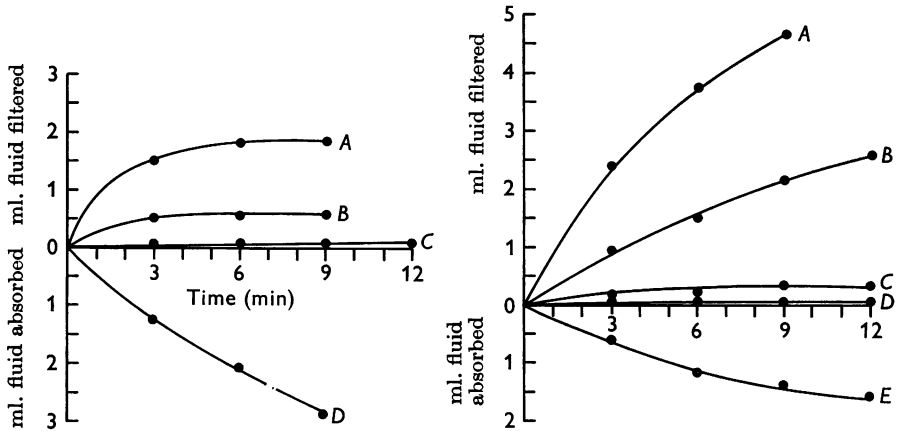 ml. fluid filtered
3
2
1
0
1
2
3
ml. fluid absorbed
3
6
9
12
Time (min)
A
B
C
D
ml. fluid filtered
5
4
3
2
1
0
1
2
ml. fluid
absorbed
3
6
9
12
A
B
C
D
E